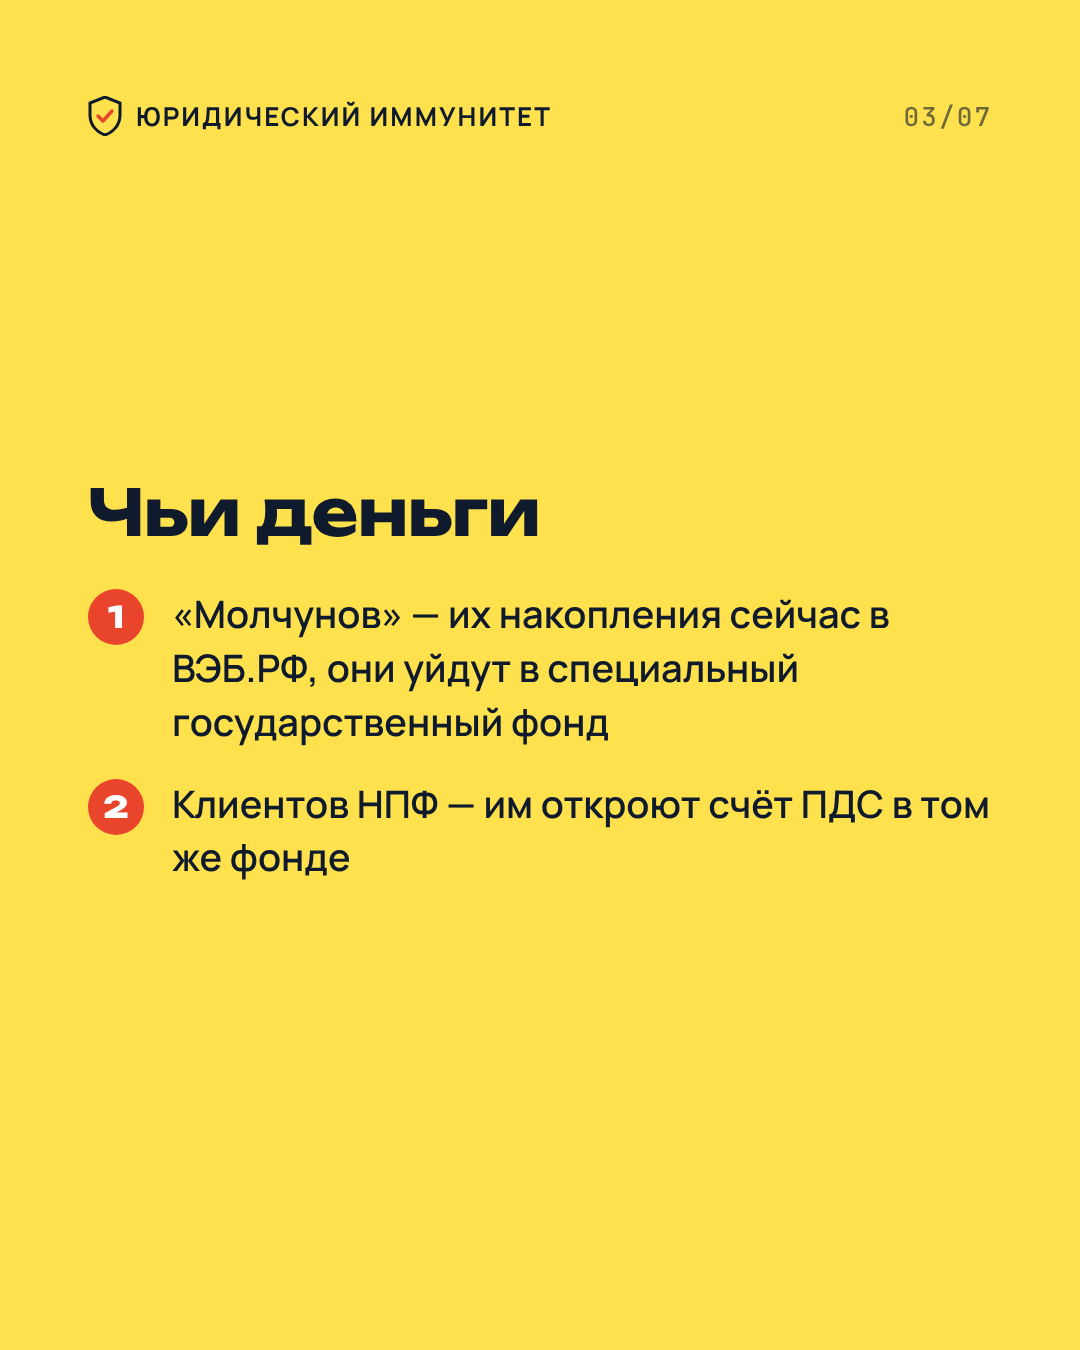 ЮРИДИЧЕСКИЙ ИММУНИТЕТ
03/07
Чьи деньги
1 «Молчунов» — их накопления сейчас в
ВЭБ.РФ, они уйдут в специальный
государственный фонд
2 Клиентов НПФ — им откроют счёт ПДС в том
же фонде